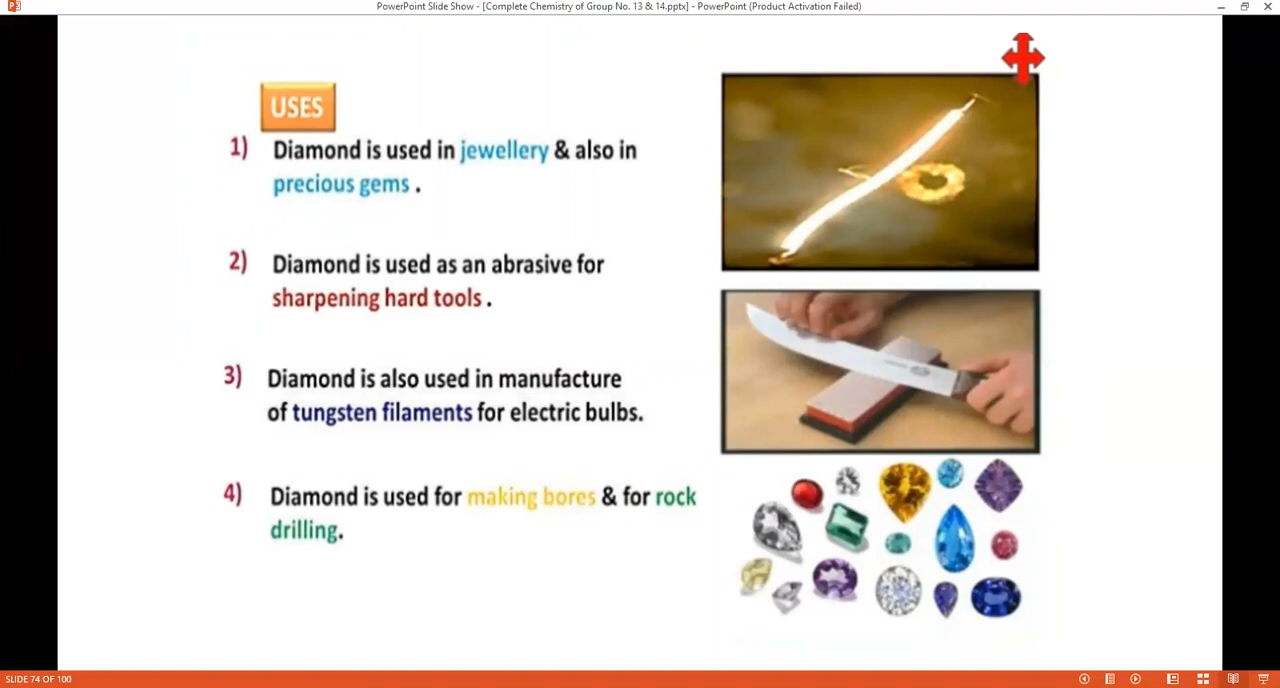 PowerPoint Slide Show - [Complete Chemistry of Group No. 13 & 14.pptx] - PowerPoint (Product Activation Failed)
USES
1) Diamond is used in jewellery & also in
precious gems .
2) Diamond is used as an abrasive for
sharpening hard tools .
3) Diamond is also used in manufacture
of tungsten filaments for electric bulbs.
4) Diamond is used for making bores & for rock
drilling.
SLIDE 74 OF 100